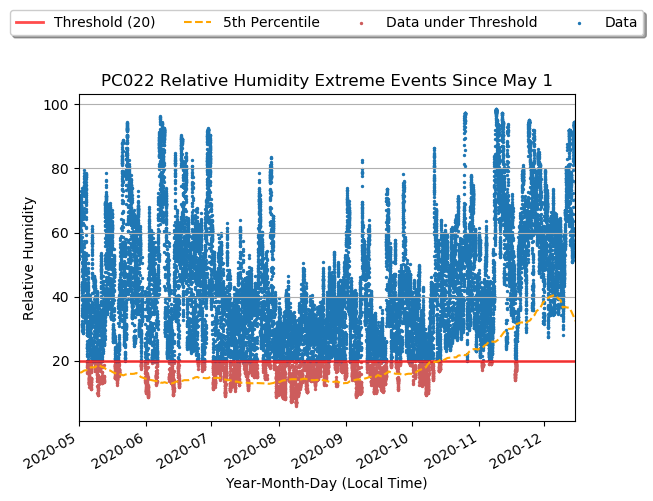 Threshold (20) 5th Percentile Data under Threshold Data
PC022 Relative Humidity Extreme Events Since May 1
100
80
60
40
20
Relative Humidity
2020-05 2020-06 2020-07 2020-08 2020-09 2020-10 2020-11 2020-12
Year-Month-Day (Local Time)